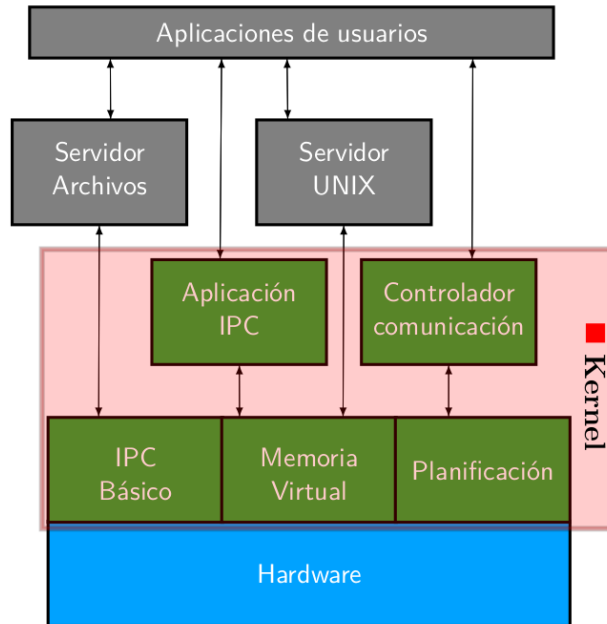 Aplicaciones de usuarios
Servidor
Archivos
Servidor
UNIX
Aplicación
IPC
Controlador
comunicación
Kernel
IPC
Básico
Memoria
Virtual
Planificación
Hardware